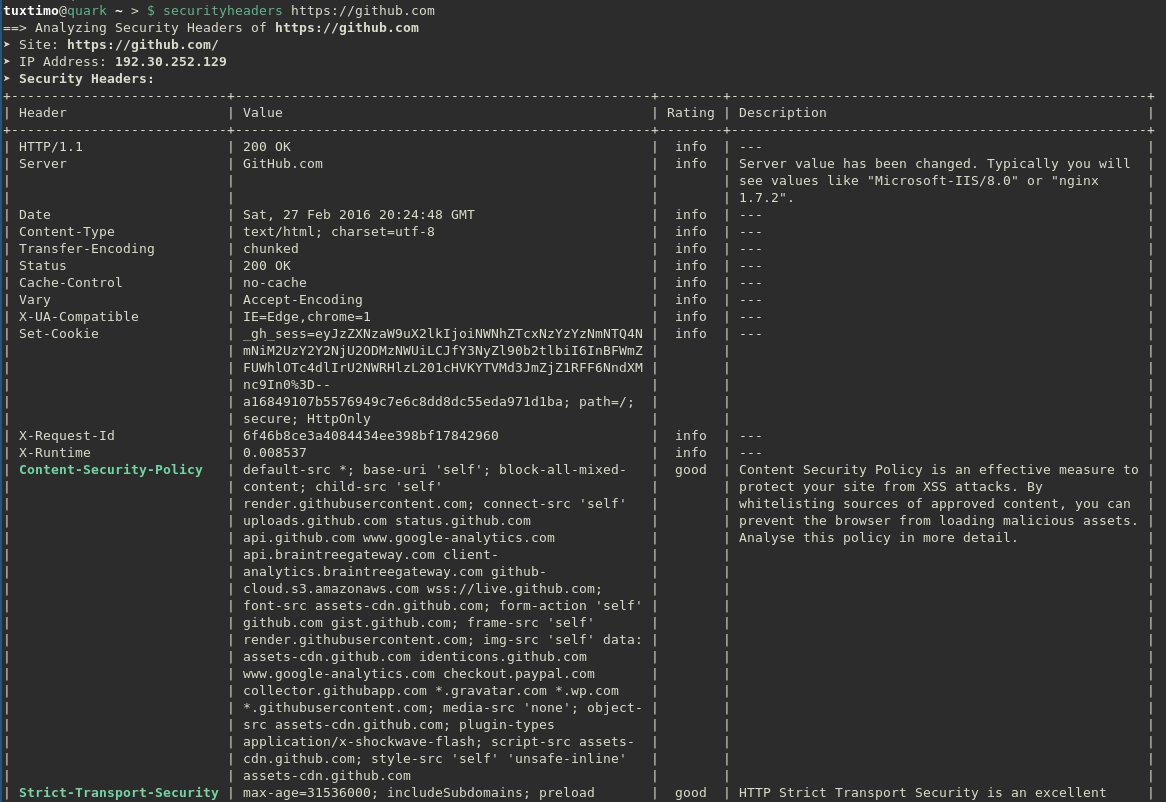 tuxtimo@quark ~ > $ securityheaders https://github.com
==> Analyzing Security Headers of https://github.com
➤ Site: https://github.com/
➤ IP Address: 192.30.252.129
➤ Security Headers:
+---------------------------+----------------------------------------------------+--------+----------------------------------------------------+
| Header | Value | Rating | Description |
+---------------------------+----------------------------------------------------+--------+----------------------------------------------------+
| HTTP/1.1 | 200 OK | info | --- |
| Server | GitHub.com | info | Server value has been changed. Typically you will |
| | | | see values like "Microsoft-IIS/8.0" or "nginx |
| | | | 1.7.2". |
| Date | Sat, 27 Feb 2016 20:24:48 GMT | info | --- |
| Content-Type | text/html; charset=utf-8 | info | --- |
| Transfer-Encoding | chunked | info | --- |
| Status | 200 OK | info | --- |
| Cache-Control | no-cache | info | --- |
| Vary | Accept-Encoding | info | --- |
| X-UA-Compatible | IE=Edge,chrome=1 | info | --- |
| Set-Cookie | _gh_sess=eyJzZXNzaW9uX2lkIjoiNWNhZTcxNzYzYzNmNTQ4N | info | --- |
| | mNiM2UzY2Y2NjU2ODMzNWUiLCJfY3NyZl90b2tlbiI6InBFWmZ | | |
| | FUWhlOTc4dlIrU2NWRHlzL201cHVKYTVMd3JmZjZ1RFF6NndXM | | |
| | nc9In0%3D-- | | |
| | a16849107b5576949c7e6c8dd8dc55eda971d1ba; path=/; | | |
| | secure; HttpOnly | | |
| X-Request-Id | 6f46b8ce3a4084434ee398bf17842960 | info | --- |
| X-Runtime | 0.008537 | info | --- |
| Content-Security-Policy | default-src *; base-uri 'self'; block-all-mixed- | good | Content Security Policy is an effective measure to |
| | content; child-src 'self' | | protect your site from XSS attacks. By |
| | render.githubusercontent.com; connect-src 'self' | | whitelisting sources of approved content, you can |
| | uploads.github.com status.github.com | | prevent the browser from loading malicious assets. |
| | api.github.com www.google-analytics.com | | Analyse this policy in more detail. |
| | api.braintreegateway.com client- | | |
| | analytics.braintreegateway.com github- | | |
| | cloud.s3.amazonaws.com wss://live.github.com; | | |
| | font-src assets-cdn.github.com; form-action 'self' | | |
| | github.com gist.github.com; frame-src 'self' | | |
| | render.githubusercontent.com; img-src 'self' data: | | |
| | assets-cdn.github.com identicons.github.com | | |
| | www.google-analytics.com checkout.paypal.com | | |
| | collector.githubapp.com *.gravatar.com *.wp.com | | |
| | *.githubusercontent.com; media-src 'none'; object- | | |
| | src assets-cdn.github.com; plugin-types | | |
| | application/x-shockwave-flash; script-src assets- | | |
| | cdn.github.com; style-src 'self' 'unsafe-inline' | | |
| | assets-cdn.github.com | | |
| Strict-Transport-Security | max-age=31536000; includeSubdomains; preload | good | HTTP Strict Transport Security is an excellent |